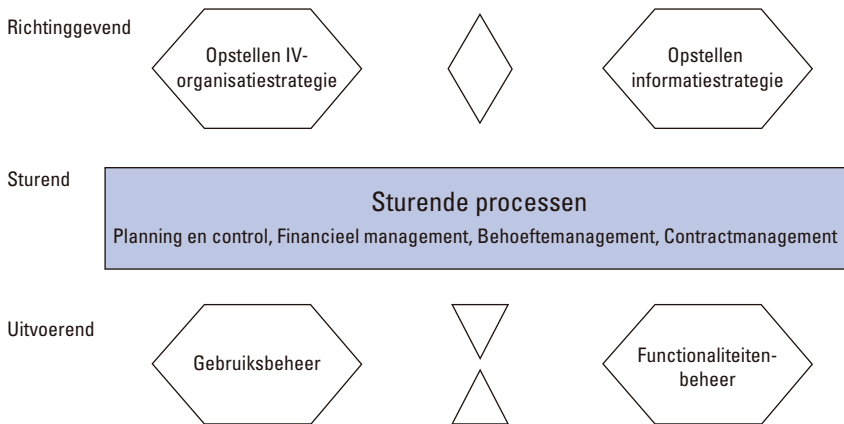 Richtinggevend
Opstellen IV-
organisatiestrategie
Opstellen
informatiestrategie
Sturend
Sturende processen
Planning en control, Financieel management, Behoeftemanagement, Contractmanagement
Uitvoerend
Gebruiksbeheer
Functionaliteiten-
beheer